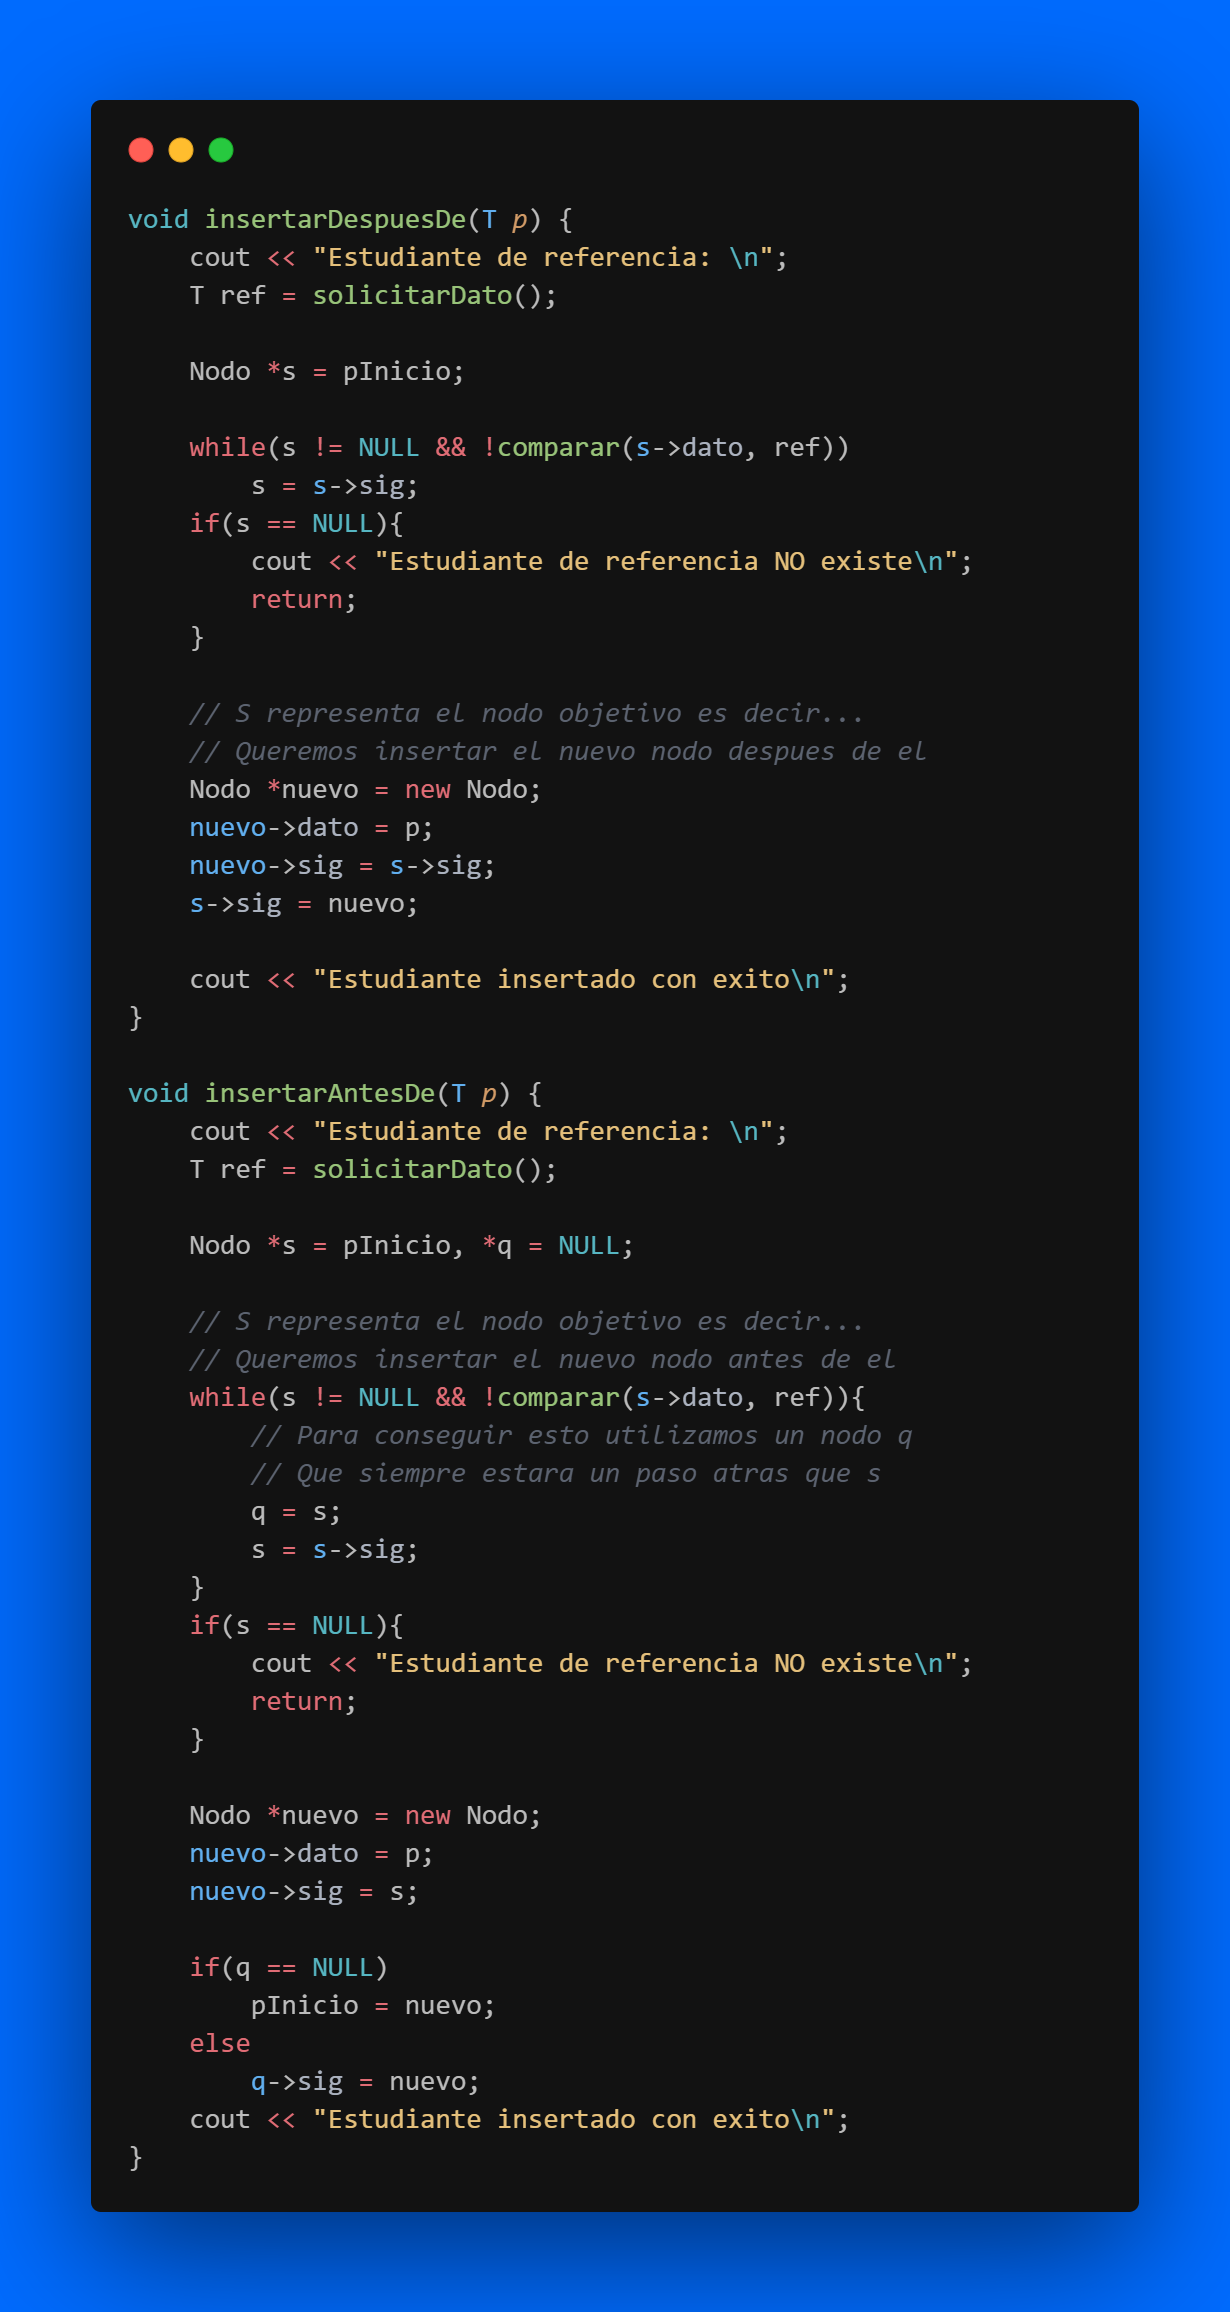 void insertarDespuesDe(T p) {
    cout << "Estudiante de referencia: \n";
    T ref = solicitarDato();

    Nodo *s = pInicio;

    while(s != NULL && !comparar(s->dato, ref))
        s = s->sig;
    if(s == NULL){
        cout << "Estudiante de referencia NO existe\n";
        return;
    }

    // S representa el nodo objetivo es decir...
    // Queremos insertar el nuevo nodo despues de el
    Nodo *nuevo = new Nodo;
    nuevo->dato = p;
    nuevo->sig = s->sig;
    s->sig = nuevo;

    cout << "Estudiante insertado con exito\n";
}

void insertarAntesDe(T p) {
    cout << "Estudiante de referencia: \n";
    T ref = solicitarDato();

    Nodo *s = pInicio, *q = NULL;

    // S representa el nodo objetivo es decir...
    // Queremos insertar el nuevo nodo antes de el
    while(s != NULL && !comparar(s->dato, ref)){
        // Para conseguir esto utilizamos un nodo q
        // Que siempre estara un paso atras que s
        q = s;
        s = s->sig;
    }
    if(s == NULL){
        cout << "Estudiante de referencia NO existe\n";
        return;
    }

    Nodo *nuevo = new Nodo;
    nuevo->dato = p;
    nuevo->sig = s;

    if(q == NULL)
        pInicio = nuevo;
    else
        q->sig = nuevo;
    cout << "Estudiante insertado con exito\n";
}